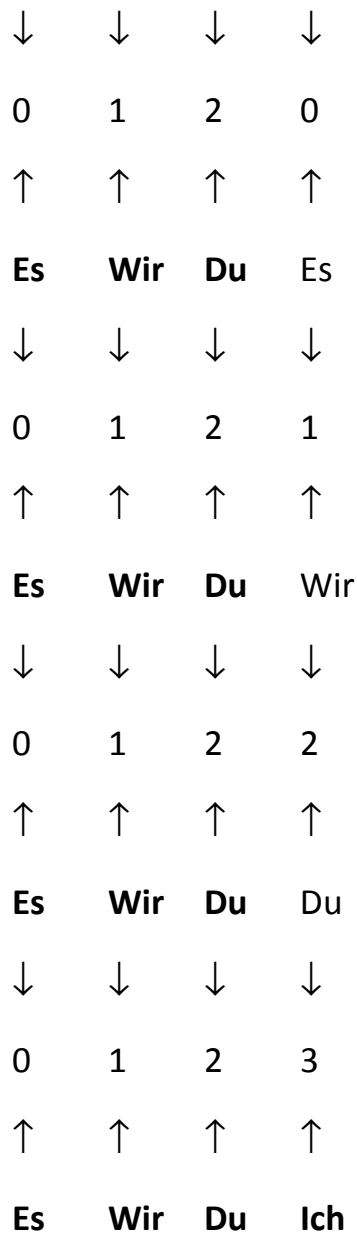 ↓ ↓ ↓ ↓
0 1 2 0
↑ ↑ ↑ ↑
Es Wir Du Es
↓ ↓ ↓ ↓
0 1 2 1
↑ ↑ ↑ ↑
Es Wir Du Wir
↓ ↓ ↓ ↓
0 1 2 2
↑ ↑ ↑ ↑
Es Wir Du Du
↓ ↓ ↓ ↓
0 1 2 3
↑ ↑ ↑ ↑
Es Wir Du Ich